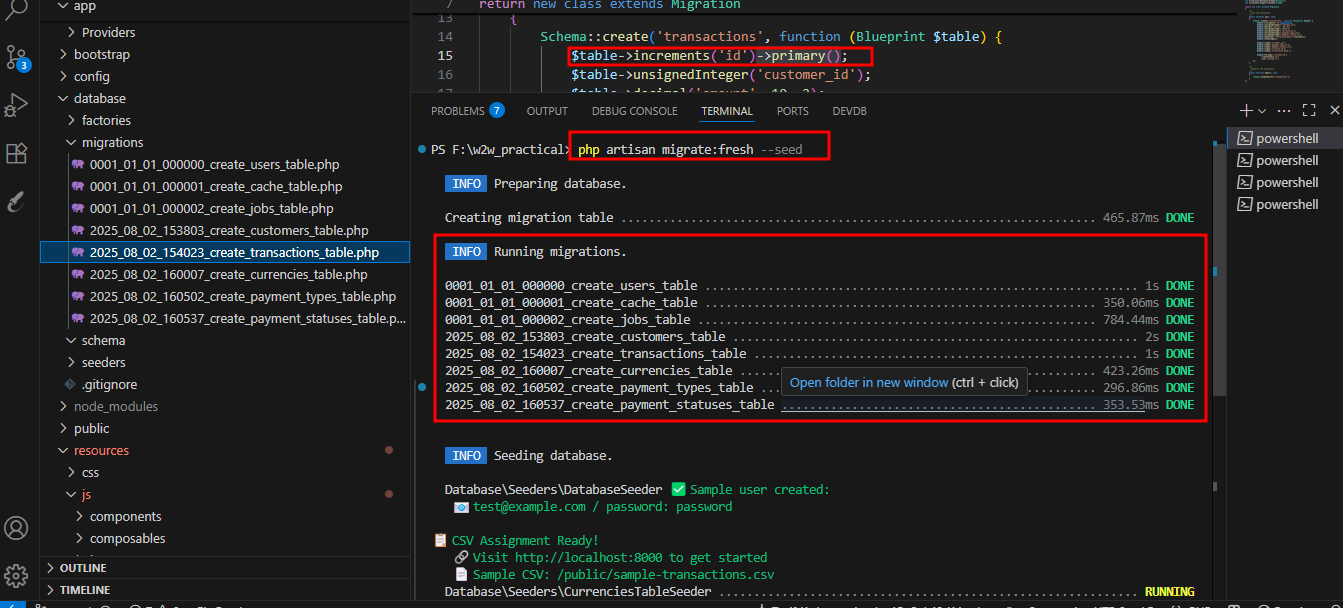 app
Providers
bootstrap
config
database
factories
migrations
0001_01_01_000000_create_users_table.php
0001_01_01_000001_create_cache_table.php
0001_01_01_000002_create_jobs_table.php
2025_08_02_153803_create_customers_table.php
2025_08_02_154023_create_transactions_table.php
2025_08_02_160007_create_currencies_table.php
2025_08_02_160502_create_payment_types_table.php
2025_08_02_160537_create_payment_statuses_table.p...
schema
seeders
.gitignore
node_modules
public
resources
css
js
components
composables
OUTLINE
TIMELINE
3
7 return new class extends Migration
13 {
14 Schema::create('transactions', function (Blueprint $table) {
15 $table->increments('id')->primary();
16 $table->unsignedInteger('customer_id');
PROBLEMS 7 OUTPUT DEBUG CONSOLE TERMINAL PORTS DEVDB
PS F:\w2w_practical> php artisan migrate:fresh --seed
INFO Preparing database.
Creating migration table ........ 465.87ms DONE
INFO Running migrations.
0001_01_01_000000_create_users_table ........ 1s DONE
0001_01_01_000001_create_cache_table ........ 350.06ms DONE
0001_01_01_000002_create_jobs_table ........ 784.44ms DONE
2025_08_02_153803_create_customers_table ........ 2s DONE
2025_08_02_154023_create_transactions_table ........ 1s DONE
2025_08_02_160007_create_currencies_table ........ 423.26ms DONE
Open folder in new window (ctrl + click)
2025_08_02_160502_create_payment_types_table ........ 296.86ms DONE
2025_08_02_160537_create_payment_statuses_table ........ 353.53ms DONE
INFO Seeding database.
Database\Seeders\DatabaseSeeder ✅ Sample user created:
📧 test@example.com / password: password
📋 CSV Assignment Ready!
🔗 Visit http://localhost:8000 to get started
📄 Sample CSV: /public/sample-transactions.csv
Database\Seeders\CurrenciesTableSeeder ........ RUNNING
powershell
powershell
powershell
powershell